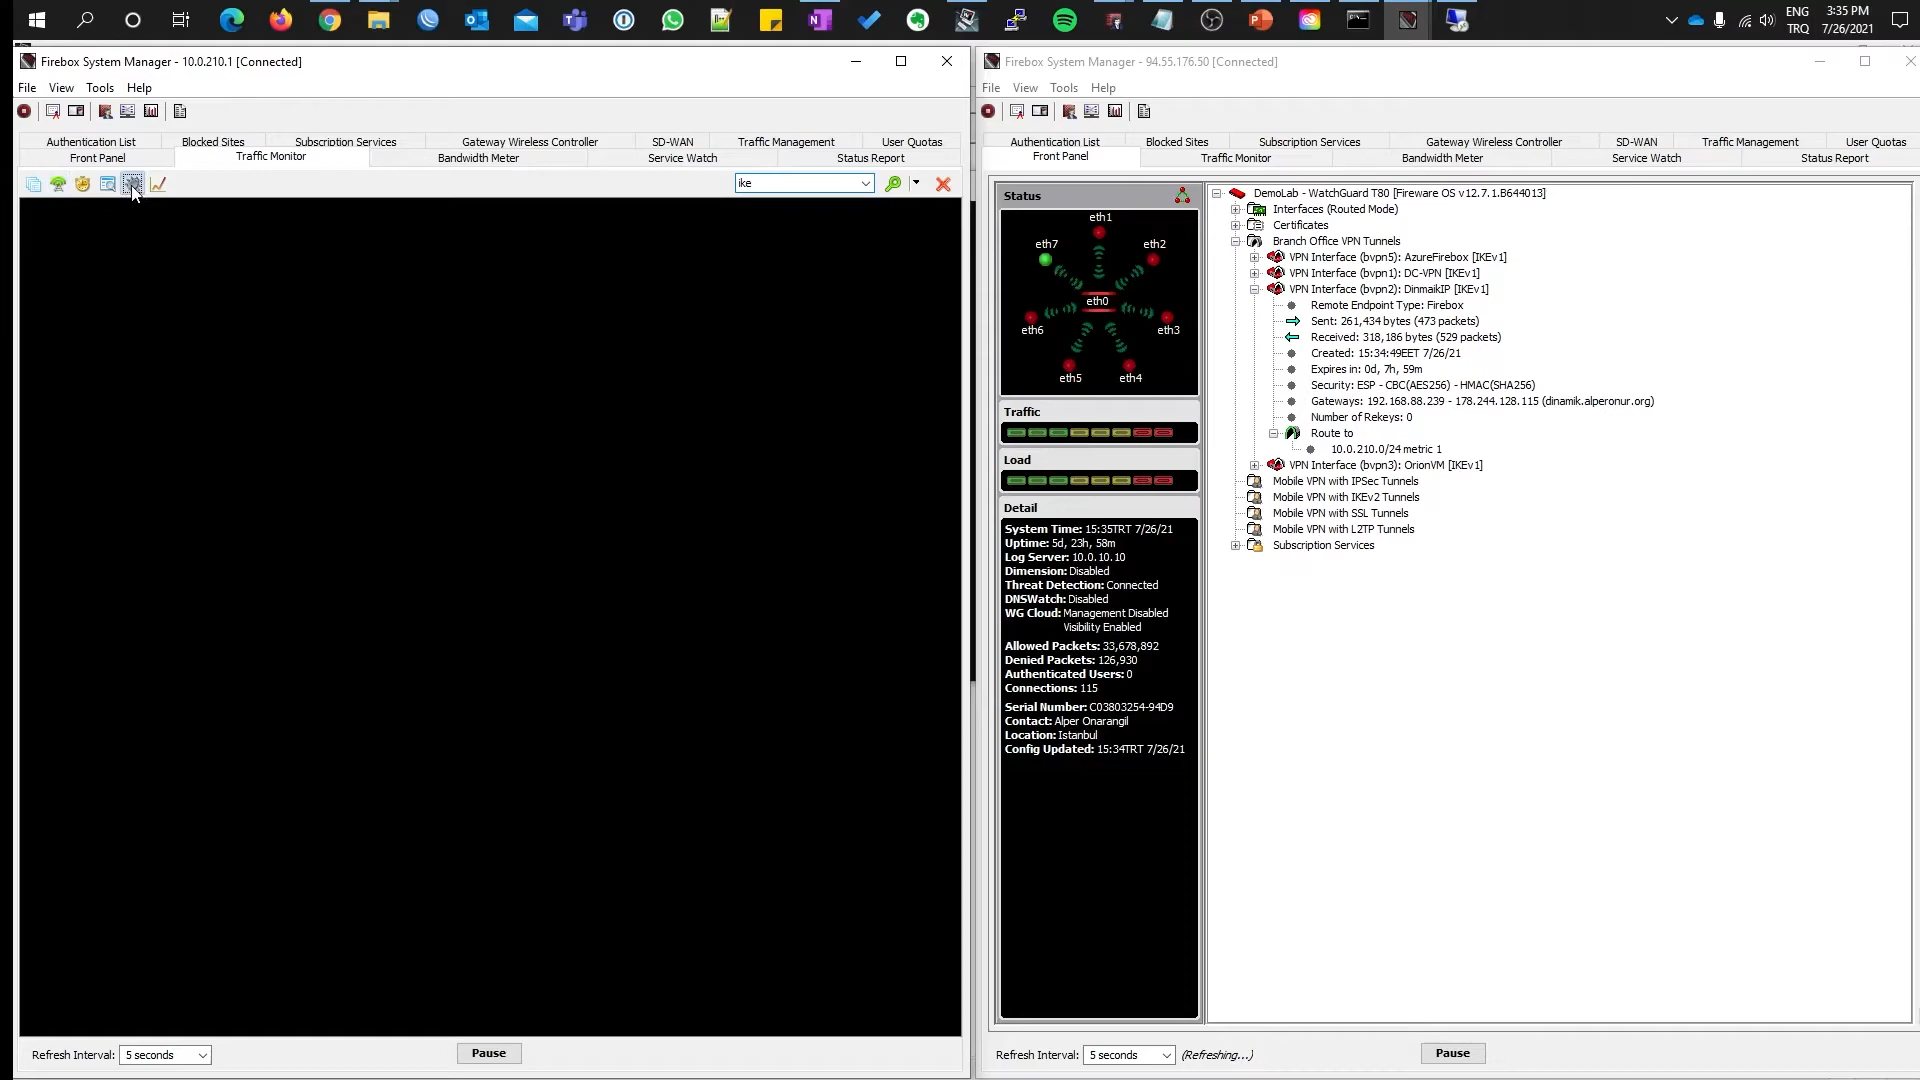 ENG
TRQ
3:35 PM
7/26/2021
Firebox System Manager - 10.0.210.1 [Connected]
File View Tools Help
Authentication List Blocked Sites Subscription Services Gateway Wireless Controller SD-WAN Traffic Management User Quotas
Front Panel Traffic Monitor Bandwidth Meter Service Watch Status Report
ike
Refresh Interval: 5 seconds Pause
Firebox System Manager - 94.55.176.50 [Connected]
File View Tools Help
Authentication List Blocked Sites Subscription Services Gateway Wireless Controller SD-WAN Traffic Management User Quotas
Front Panel Traffic Monitor Bandwidth Meter Service Watch Status Report
Status
eth1
eth7 eth2
eth0
eth6 eth3
eth5 eth4
Traffic
Load
Detail
System Time: 15:35TRT 7/26/21
Uptime: 5d, 23h, 58m
Log Server: 10.0.10.10
Dimension: Disabled
Threat Detection: Connected
DNSWatch: Disabled
WG Cloud: Management Disabled
Visibility Enabled
Allowed Packets: 33,678,892
Denied Packets: 126,930
Authenticated Users: 0
Connections: 115
Serial Number: C03803254-94D9
Contact: Alper Onarangil
Location: Istanbul
Config Updated: 15:34TRT 7/26/21
DemoLab - WatchGuard T80 [Fireware OS v12.7.1.B644013]
Interfaces (Routed Mode)
Certificates
Branch Office VPN Tunnels
VPN Interface (bvpn5): AzureFirebox [IKEv1]
VPN Interface (bvpn1): DC-VPN [IKEv1]
VPN Interface (bvpn2): DinmaikIP [IKEv1]
Remote Endpoint Type: Firebox
Sent: 261,434 bytes (473 packets)
Received: 318,186 bytes (529 packets)
Created: 15:34:49EET 7/26/21
Expires in: 0d, 7h, 59m
Security: ESP - CBC(AES256) - HMAC(SHA256)
Gateways: 192.168.88.239 - 178.244.128.115 (dinamik.alperonur.org)
Number of Rekeys: 0
Route to
10.0.210.0/24 metric 1
VPN Interface (bvpn3): OrionVM [IKEv1]
Mobile VPN with IPSec Tunnels
Mobile VPN with IKEv2 Tunnels
Mobile VPN with SSL Tunnels
Mobile VPN with L2TP Tunnels
Subscription Services
Refresh Interval: 5 seconds (Refreshing...) Pause